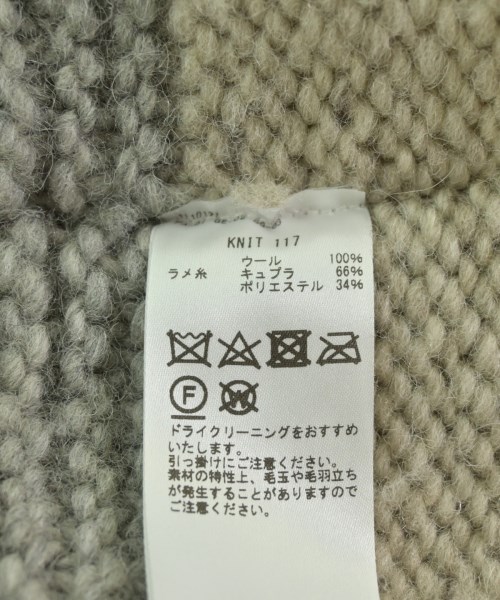 KNIT 117
ウール 100%
ラメ糸 キュプラ 66%
ポリエステル 34%
F W
ドライクリーニングをおすすめ
いたします。
引っ掛けにご注意ください。
素材の特性上、毛玉や毛羽立ち
が発生することがありますので
ご注意ください。